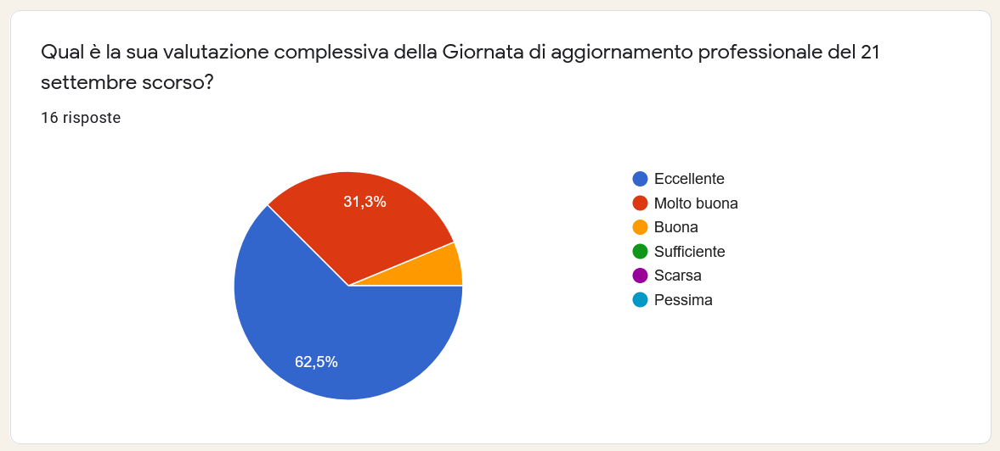 Qual è la sua valutazione complessiva della Giornata di aggiornamento professionale del 21
settembre scorso?
16 risposte
31,3%
62,5%
Eccellente
Molto buona
Buona
Sufficiente
Scarsa
Pessima